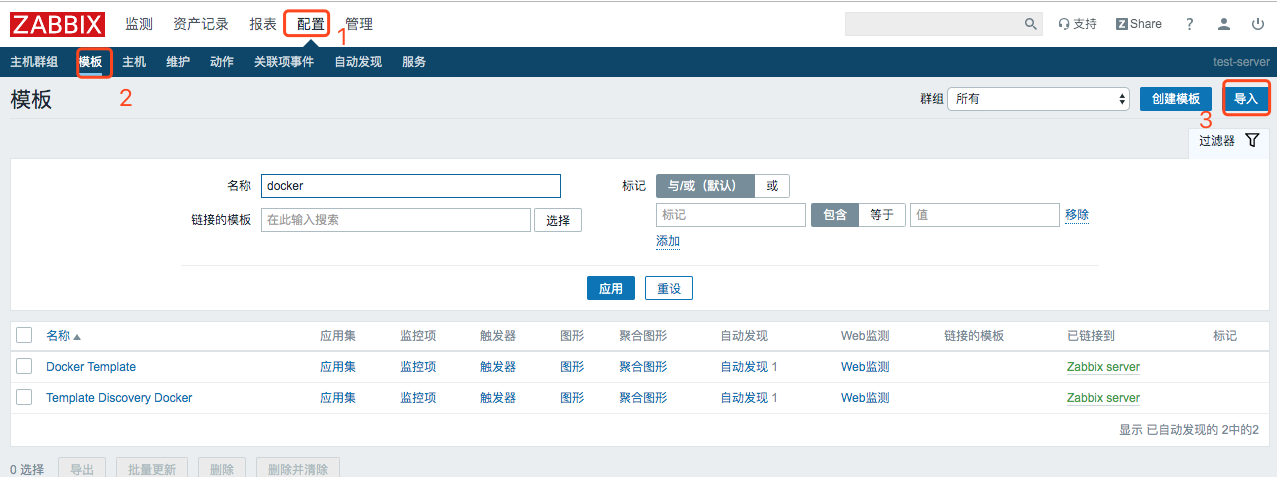 ZABBIX 监测 资产记录 报表 配置 1 管理 支持 Z Share ?
主机群组 模板 主机 维护 动作 关联项事件 自动发现 服务 test-server
模板 2 群组 所有 创建模板 导入
3
过滤器
名称 docker 标记 与/或（默认） 或
链接的模板 在此输入搜索 选择 标记 包含 等于 值 移除
添加
应用 重设
名称 应用集 监控项 触发器 图形 聚合图形 自动发现 Web监测 链接的模板 已链接到 标记
Docker Template 应用集 监控项 触发器 图形 聚合图形 自动发现 1 Web监测 Zabbix server
Template Discovery Docker 应用集 监控项 触发器 图形 聚合图形 自动发现 1 Web监测 Zabbix server
显示 已自动发现的 2中的2
0 选择 导出 批量更新 删除 删除并清除